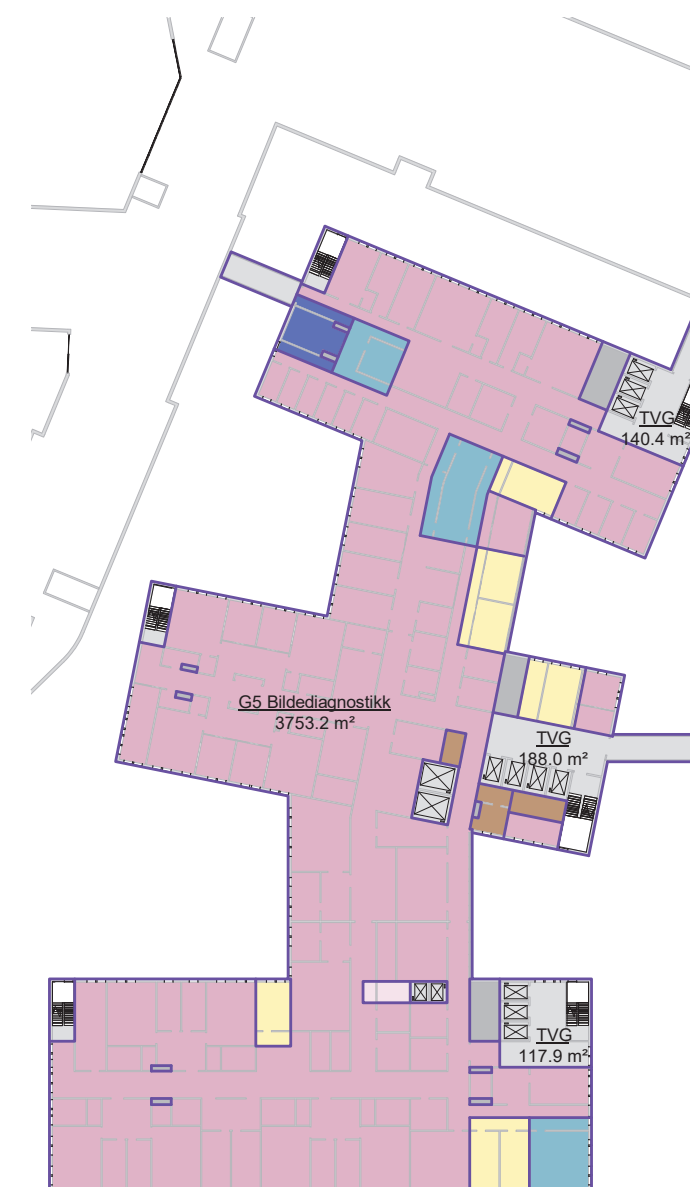 TVG
140.4 m²
G5 Bildediagnostikk
3753.2 m²
TVG
188.0 m²
TVG
117.9 m²